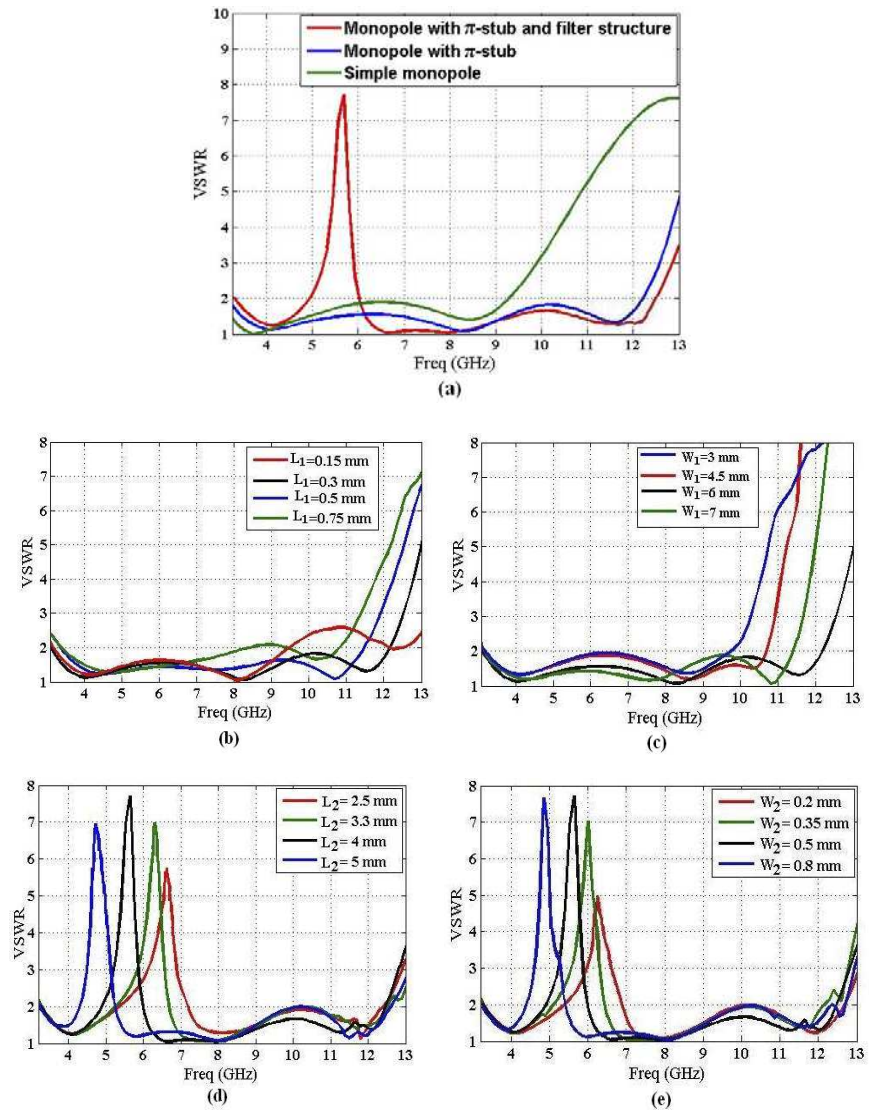 10
9
8
7
6
5
4
3
2
1
VSWR
Monopole with π-stub and filter structure
Monopole with π-stub
Simple monopole
4 5 6 7 8 9 10 11 12 13
Freq (GHz)
(a)
8
7
6
5
4
3
2
1
VSWR
L1=0.15 mm
L1=0.3 mm
L1=0.5 mm
L1=0.75 mm
4 5 6 7 8 9 10 11 12 13
Freq (GHz)
(b)
8
7
6
5
4
3
2
1
VSWR
W1=3 mm
W1=4.5 mm
W1=6 mm
W1=7 mm
4 5 6 7 8 9 10 11 12 13
Freq (GHz)
(c)
8
7
6
5
4
3
2
1
VSWR
L2= 2.5 mm
L2= 3.3 mm
L2= 4 mm
L2= 5 mm
4 5 6 7 8 9 10 11 12 13
Freq (GHz)
(d)
8
7
6
5
4
3
2
1
VSWR
W2= 0.2 mm
W2= 0.35 mm
W2= 0.5 mm
W2= 0.8 mm
4 5 6 7 8 9 10 11 12 13
Freq (GHz)
(e)